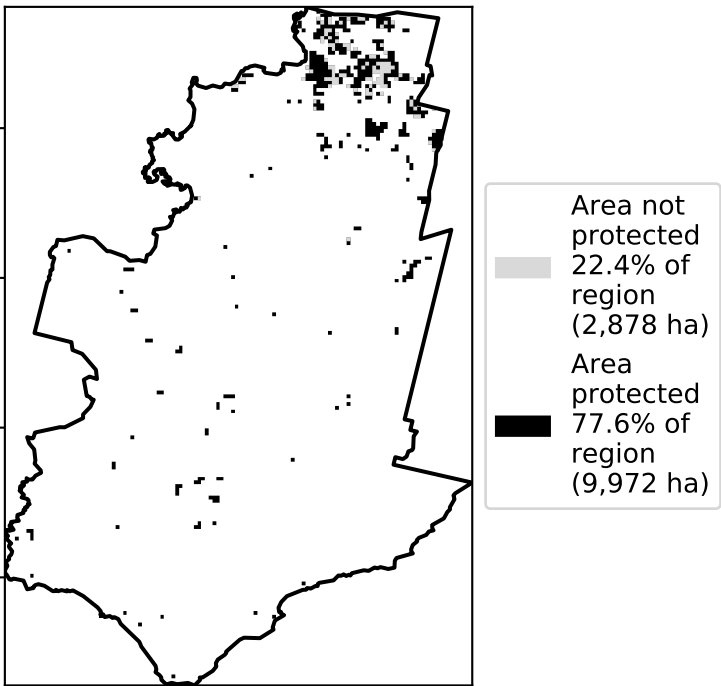 Area not
protected
22.4% of
region
(2,878 ha)
Area
protected
77.6% of
region
(9,972 ha)